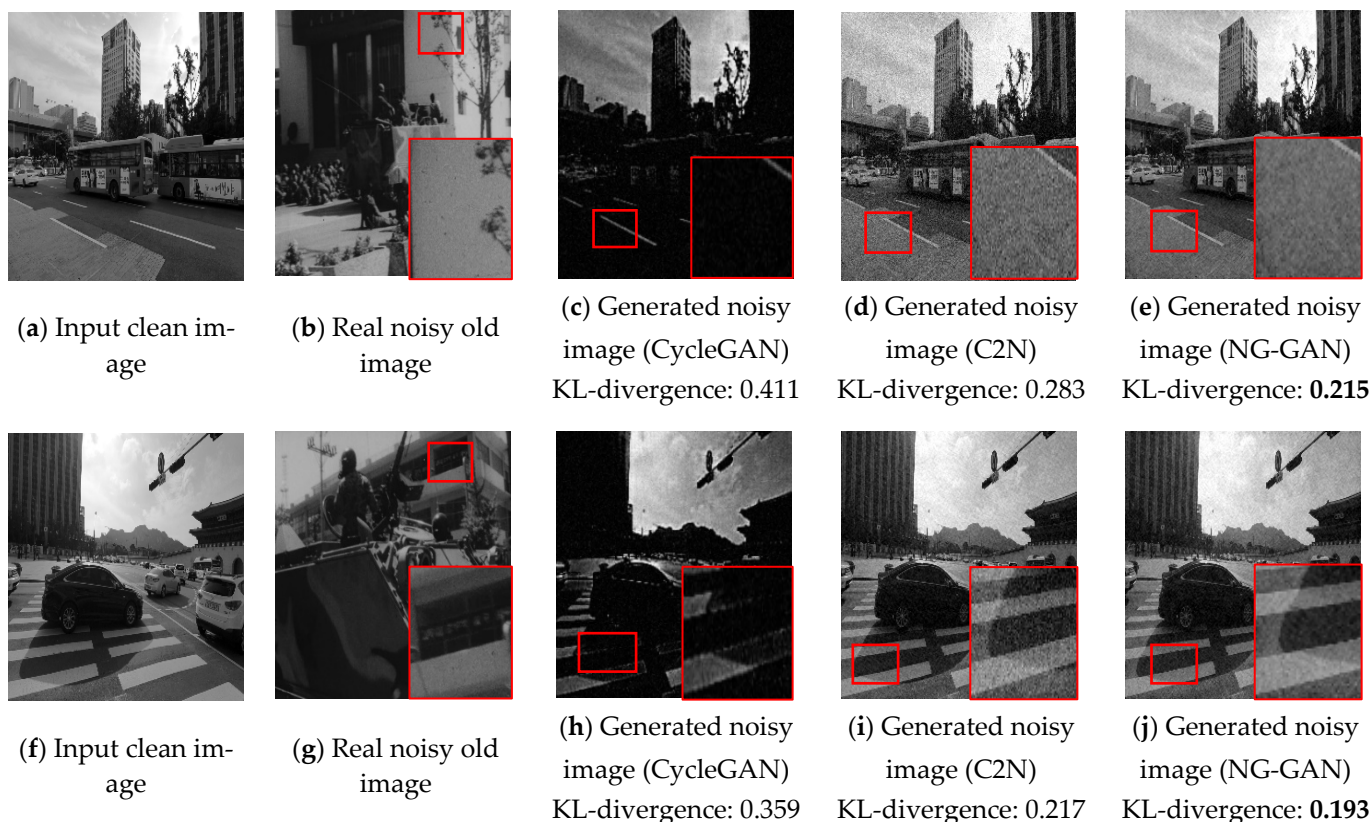 (a) Input clean im-
age
(b) Real noisy old
image
(c) Generated noisy
image (CycleGAN)
KL-divergence: 0.411
(d) Generated noisy
image (C2N)
KL-divergence: 0.283
(e) Generated noisy
image (NG-GAN)
KL-divergence: 0.215
(f) Input clean im-
age
(g) Real noisy old
image
(h) Generated noisy
image (CycleGAN)
KL-divergence: 0.359
(i) Generated noisy
image (C2N)
KL-divergence: 0.217
(j) Generated noisy
image (NG-GAN)
KL-divergence: 0.193